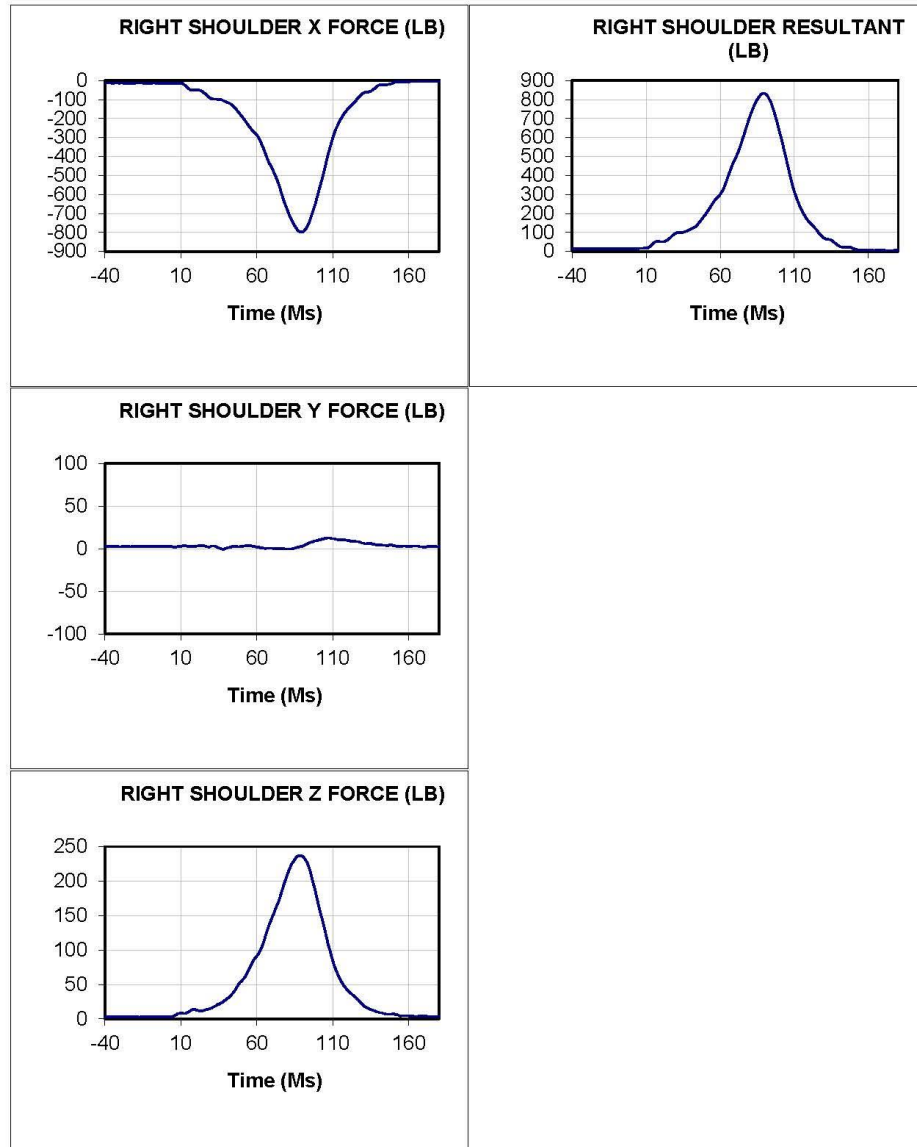 RIGHT SHOULDER X FORCE (LB)
0
-100
-200
-300
-400
-500
-600
-700
-800
-900
-40 10 60 110 160
Time (Ms)
RIGHT SHOULDER RESULTANT
(LB)
900
800
700
600
500
400
300
200
100
0
-40 10 60 110 160
Time (Ms)
RIGHT SHOULDER Y FORCE (LB)
100
50
0
-50
-100
-40 10 60 110 160
Time (Ms)
RIGHT SHOULDER Z FORCE (LB)
250
200
150
100
50
0
-40 10 60 110 160
Time (Ms)